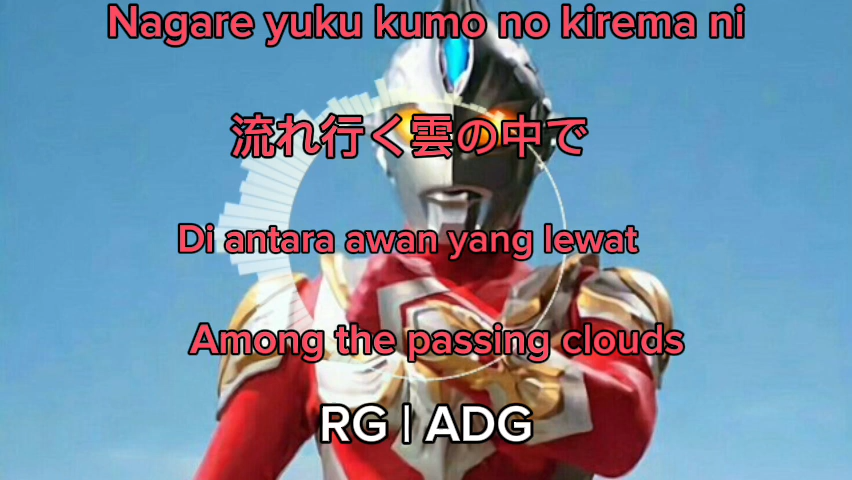 Nagare yuku kumo no kirema ni
流れ行く雲の中で
Di antara awan yang lewat
Among the passing clouds
RG | ADG